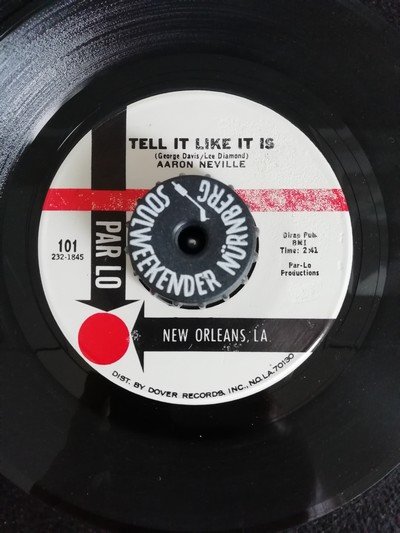 TELL IT LIKE IT IS
(George Davis/Lee Diamond)
AARON NEVILLE
SOULWEEKENDER NÜRNBERG
PAR LO
101
232-1845
Olrap Pub.
BMI
Time: 2:41
Par-Lo
Productions
NEW ORLEANS, LA.
DIST. BY DOVER RECORDS, INC., N.O. LA. 70130